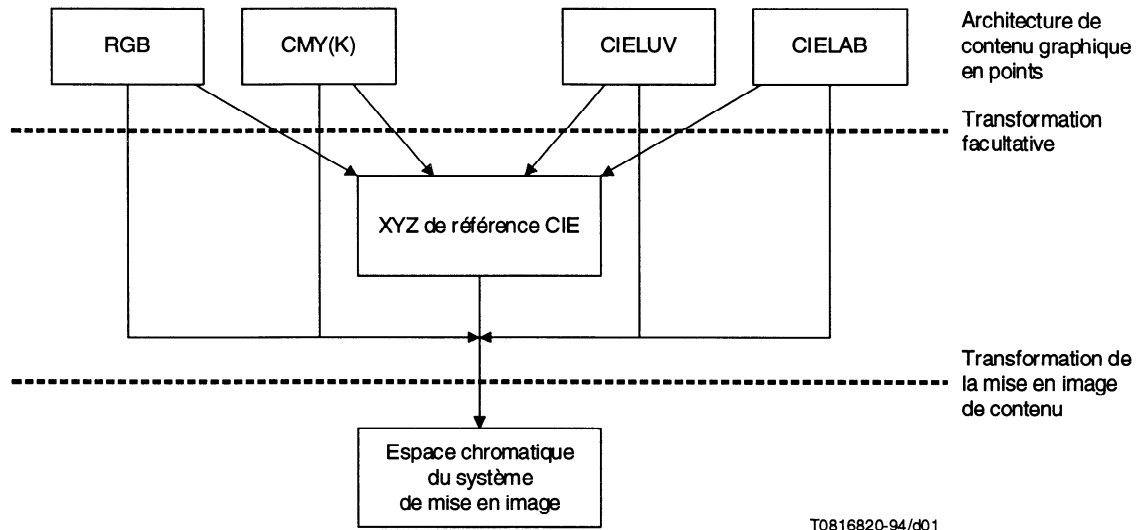 RGB
CMY(K)
CIELUV
CIELAB
Architecture de
contenu graphique
en points
Transformation
facultative
XYZ de référence CIE
Transformation de
la mise en image
de contenu
Espace chromatique
du système
de mise en image
T0816820-94/d01